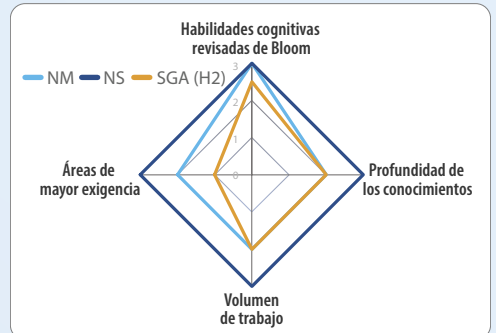 Habilidades cognitivas
revisadas de Bloom
NM NS SGA (H2)
3
2
1
0
Áreas de
mayor exigencia
Profundidad de
los conocimientos
Volumen
de trabajo